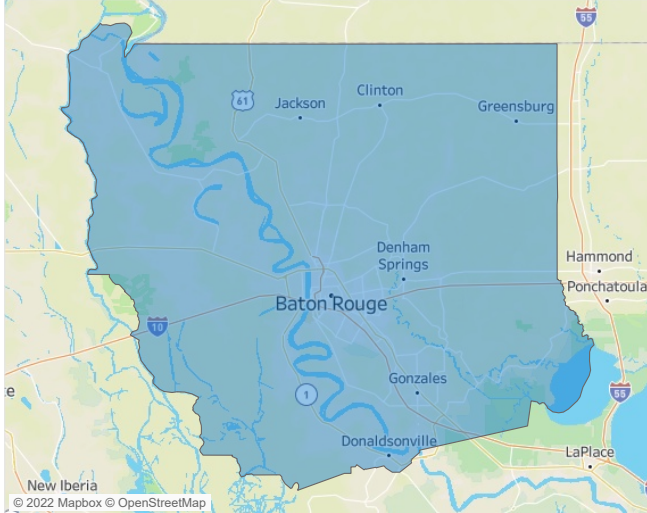 55
61
Jackson
Clinton
Greensburg
Denham
Springs
Hammond
Ponchatoula
Baton Rouge
10
Gonzales
1
55
Donaldsonville
LaPlace
New Iberia
© 2022 Mapbox © OpenStreetMap